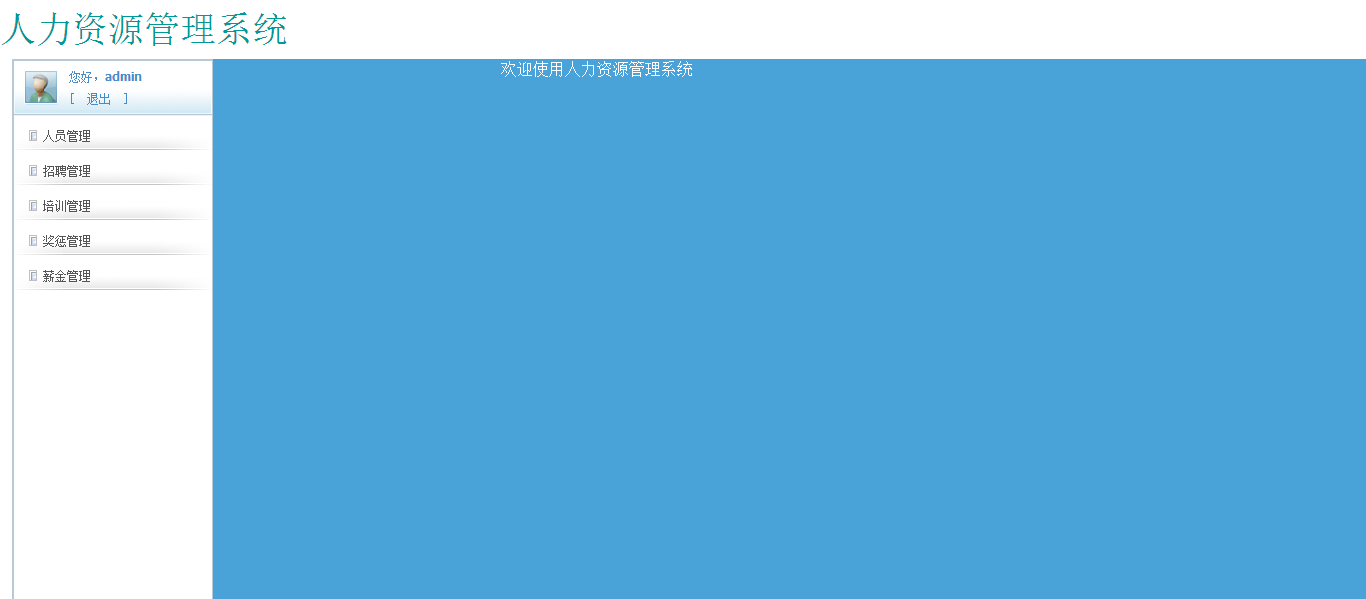 人力资源管理系统
您好，admin
[ 退出 ]
欢迎使用人力资源管理系统
人员管理
招聘管理
培训管理
奖惩管理
薪金管理